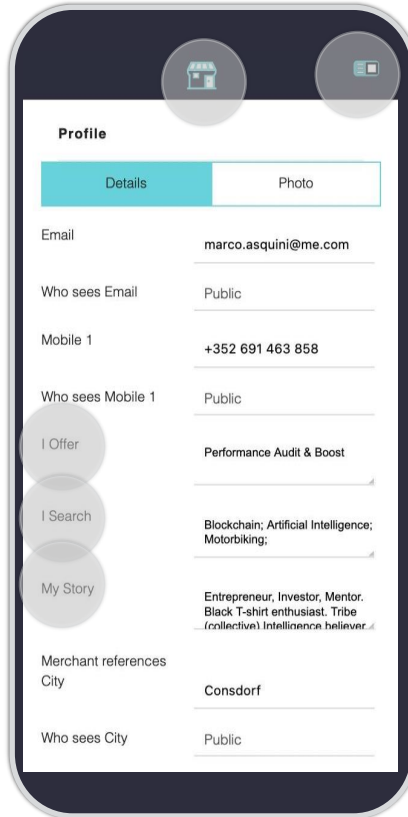 Profile
Details Photo
Email marco.asquini@me.com
Who sees Email Public
Mobile 1 +352 691 463 858
Who sees Mobile 1 Public
I Offer Performance Audit & Boost
I Search Blockchain; Artificial Intelligence;
Motorbiking;
My Story Entrepreneur, Investor, Mentor.
Black T-shirt enthusiast. Tribe
(collective) Intelligence believer
Merchant references
City Consdorf
Who sees City Public